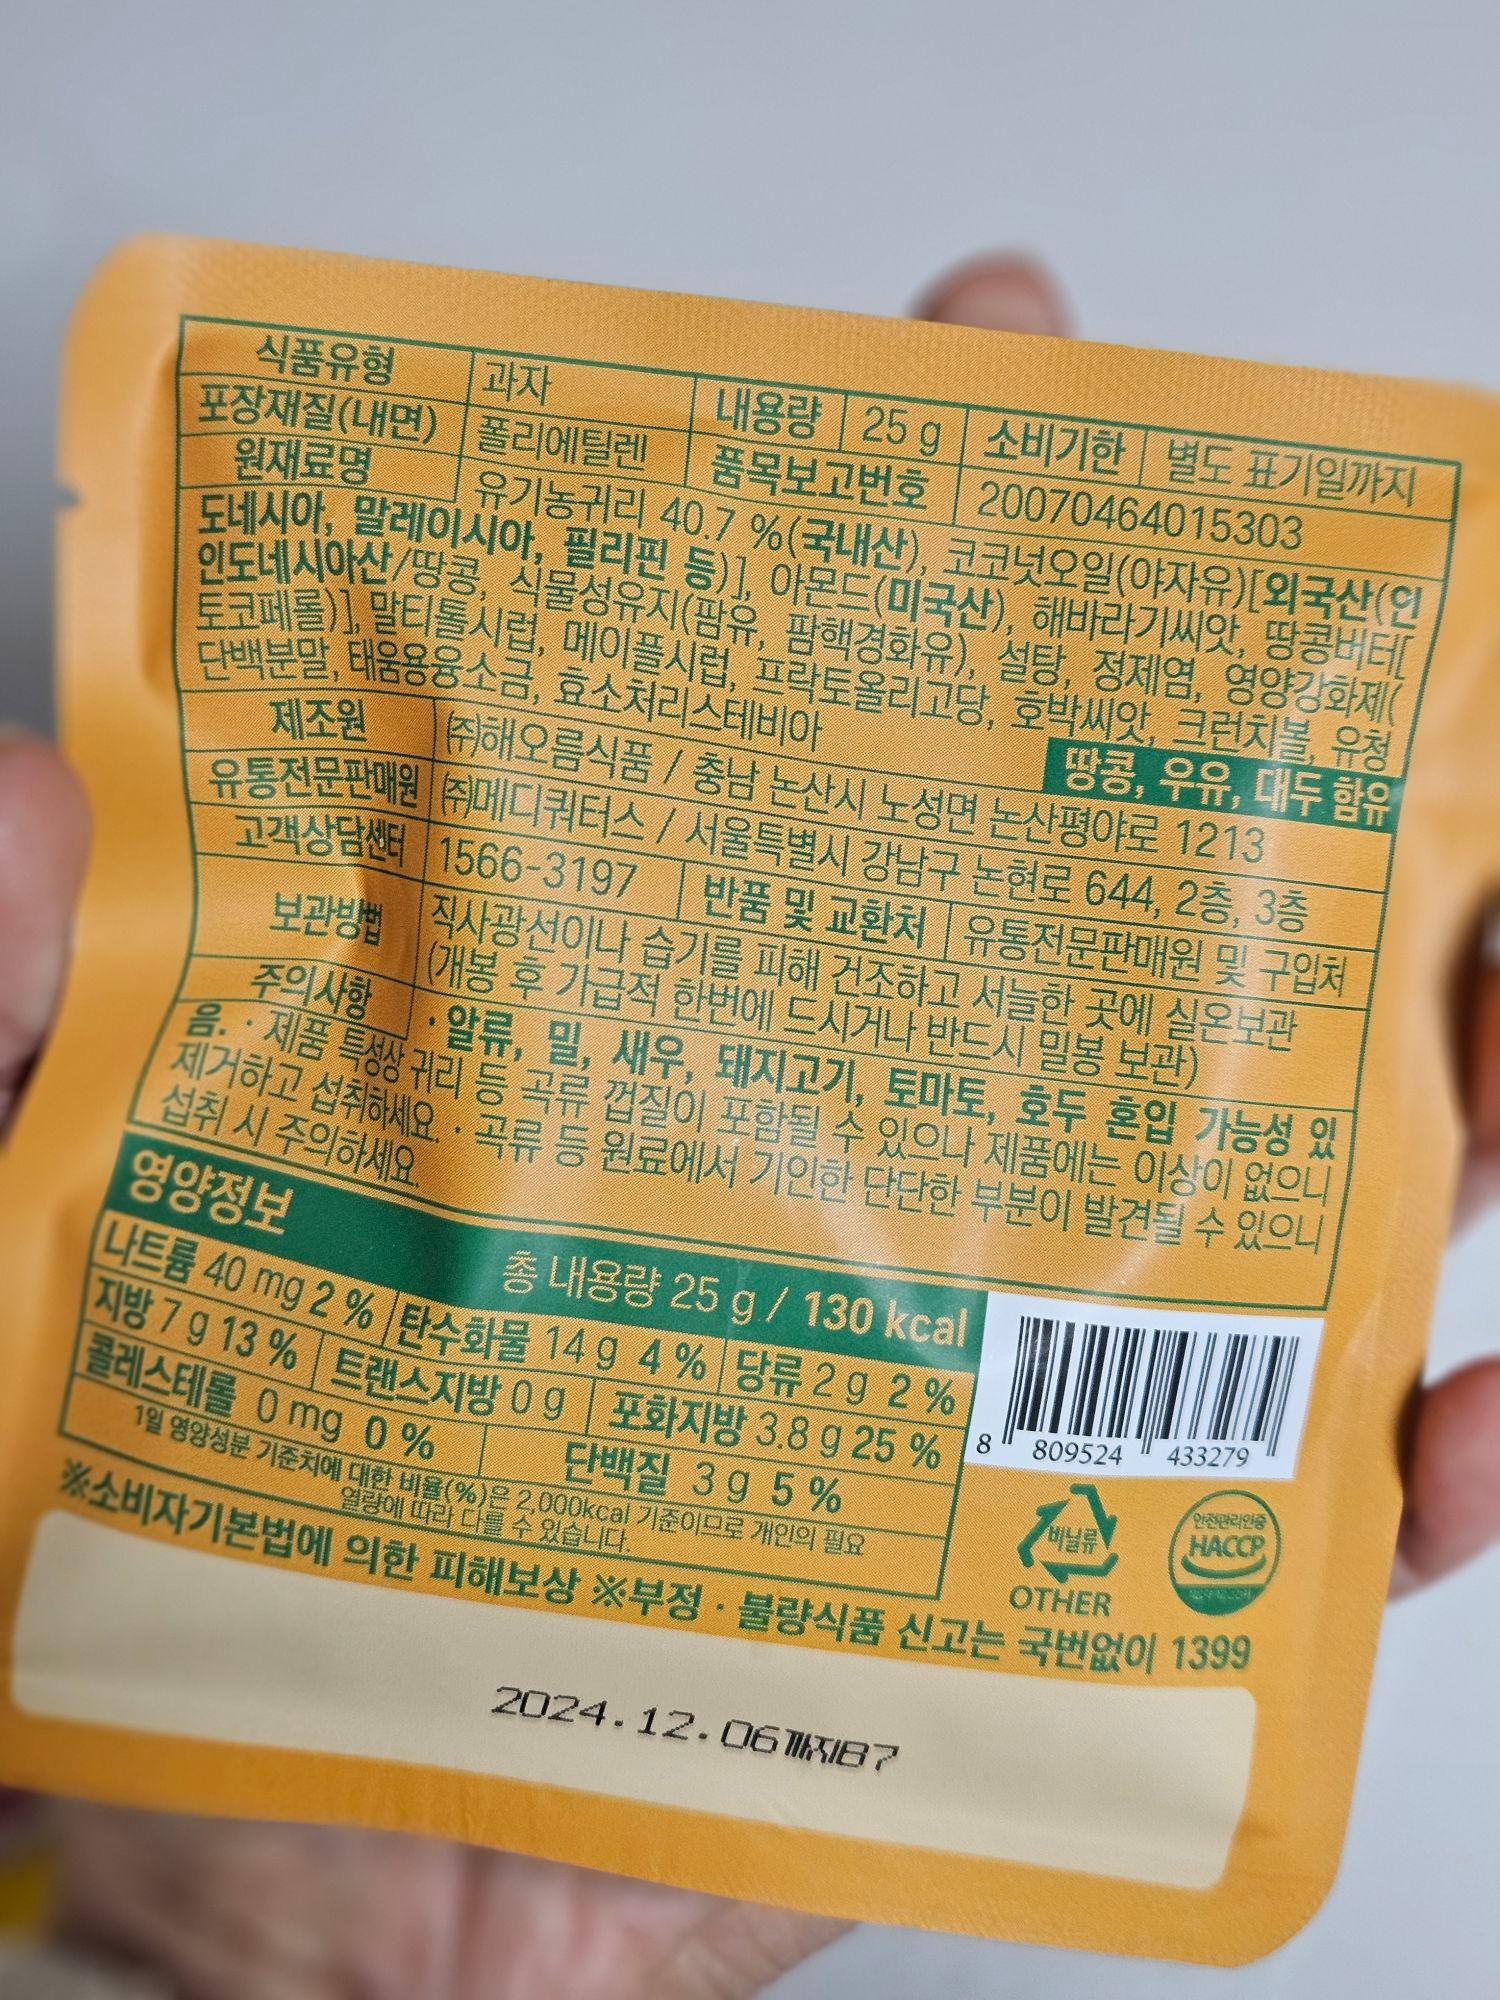 식품유형 과자 내용량 25 g 소비기한 별도 표기일까지
포장재질(내면) 폴리에틸렌 품목보고번호 20070464015303
원재료명 유기농귀리 40.7 %(국내산), 코코넛오일(야자유)[외국산(인
도네시아, 말레이시아, 필리핀 등)], 아몬드(미국산), 해바라기씨앗, 땅콩버터[
인도네시아산/땅콩, 식물성유지(팜유, 팜핵경화유), 설탕, 정제염, 영양강화제(
토코페롤)], 말티톨시럽, 메이플시럽, 프락토올리고당, 호박씨앗, 크런치볼, 유청
단백분말, 태움용융소금, 효소처리스테비아
땅콩, 우유, 대두 함유
제조원 ㈜해오름식품 / 충남 논산시 노성면 논산평야로 1213
유통전문판매원 ㈜메디쿼터스 / 서울특별시 강남구 논현로 644, 2층, 3층
고객상담센터 1566-3197 반품 및 교환처 유통전문판매원 및 구입처
보관방법 직사광선이나 습기를 피해 건조하고 서늘한 곳에 실온보관
(개봉 후 가급적 한번에 드시거나 반드시 밀봉 보관)
주의사항 · 알류, 밀, 새우, 돼지고기, 토마토, 호두 혼입 가능성 있
음. · 제품 특성상 귀리 등 곡류 껍질이 포함될 수 있으나 제품에는 이상이 없으니
제거하고 섭취하세요. · 곡류 등 원료에서 기인한 단단한 부분이 발견될 수 있으니
섭취 시 주의하세요.
영양정보 총 내용량 25 g / 130 kcal
나트륨 40 mg 2 % 탄수화물 14 g 4 % 당류 2 g 2 %
지방 7 g 13 % 트랜스지방 0 g 포화지방 3.8 g 25 %
콜레스테롤 0 mg 0 % 단백질 3 g 5 %
1일 영양성분 기준치에 대한 비율(%)은 2,000kcal 기준이므로 개인의 필요
열량에 따라 다를 수 있습니다.
8 809524 433279
비닐류
OTHER
안전관리인증
HACCP
※소비자기본법에 의한 피해보상 ※부정 · 불량식품 신고는 국번없이 1399
2024.12.06까지B7